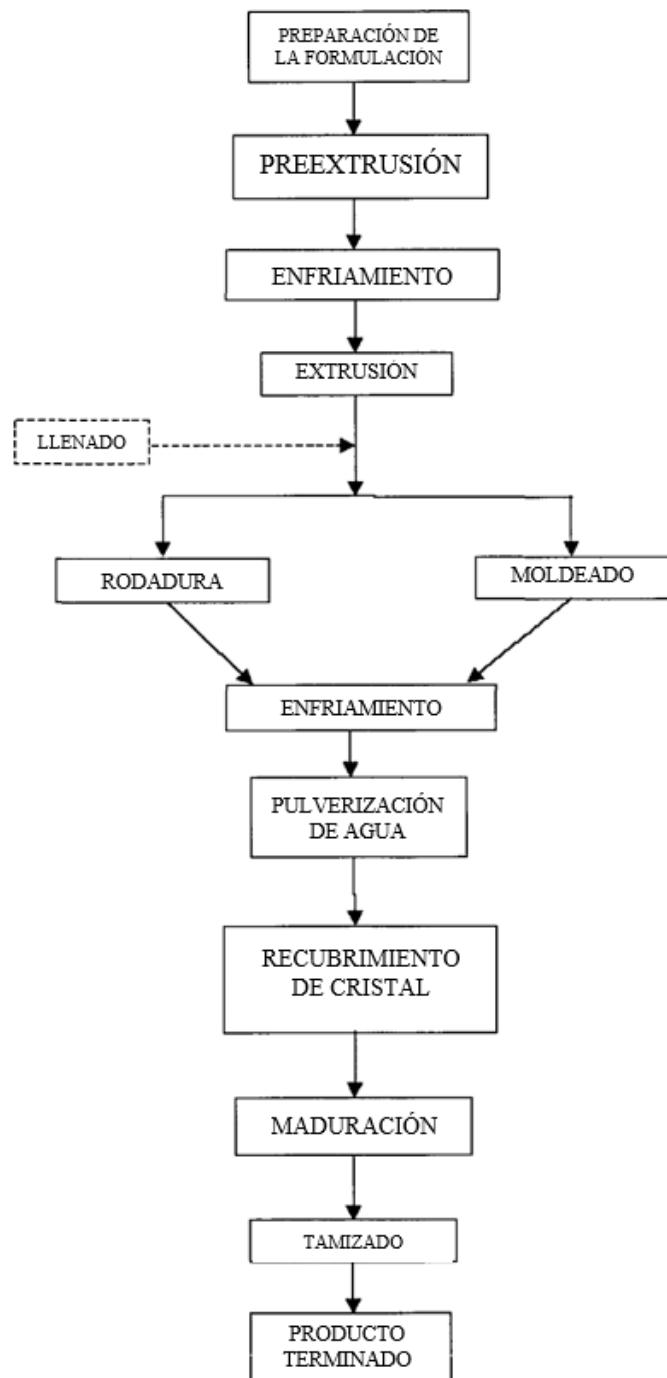 PREPARACIÓN DE
LA FORMULACIÓN
PREEXTRUSIÓN
ENFRIAMIENTO
EXTRUSIÓN
LLENADO
RODADURA
MOLDEADO
ENFRIAMIENTO
PULVERIZACIÓN
DE AGUA
RECUBRIMIENTO
DE CRISTAL
MADURACIÓN
TAMIZADO
PRODUCTO
TERMINADO